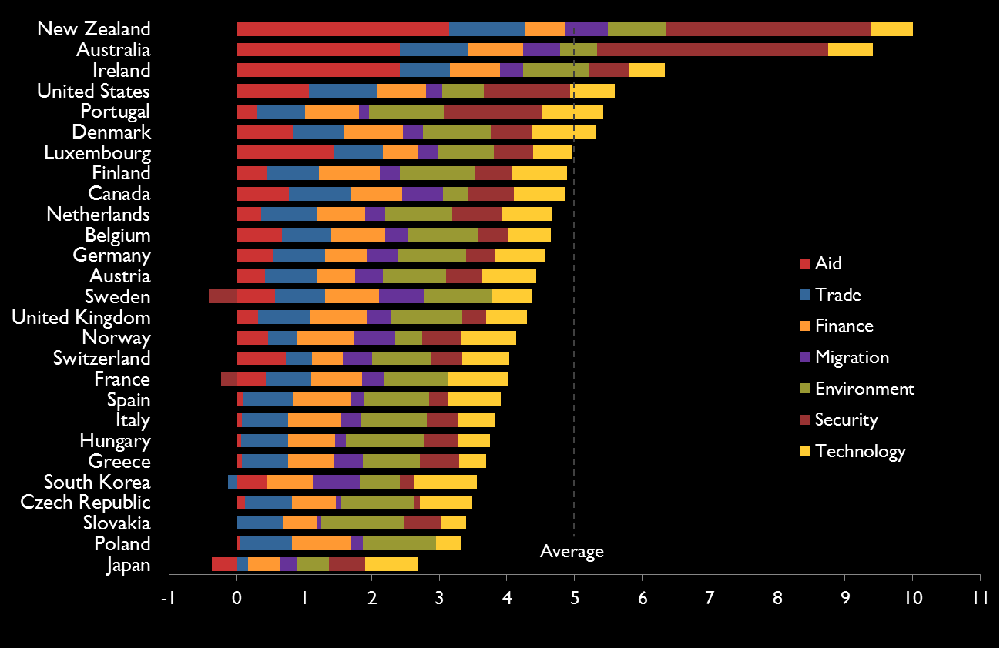 New Zealand
Australia
Ireland
United States
Portugal
Denmark
Luxembourg
Finland
Canada
Netherlands
Belgium
Germany
Austria
Sweden
United Kingdom
Norway
Switzerland
France
Spain
Italy
Hungary
Greece
South Korea
Czech Republic
Slovakia
Poland
Japan
Aid
Trade
Finance
Migration
Environment
Security
Technology
Average
-1 0 1 2 3 4 5 6 7 8 9 10 11